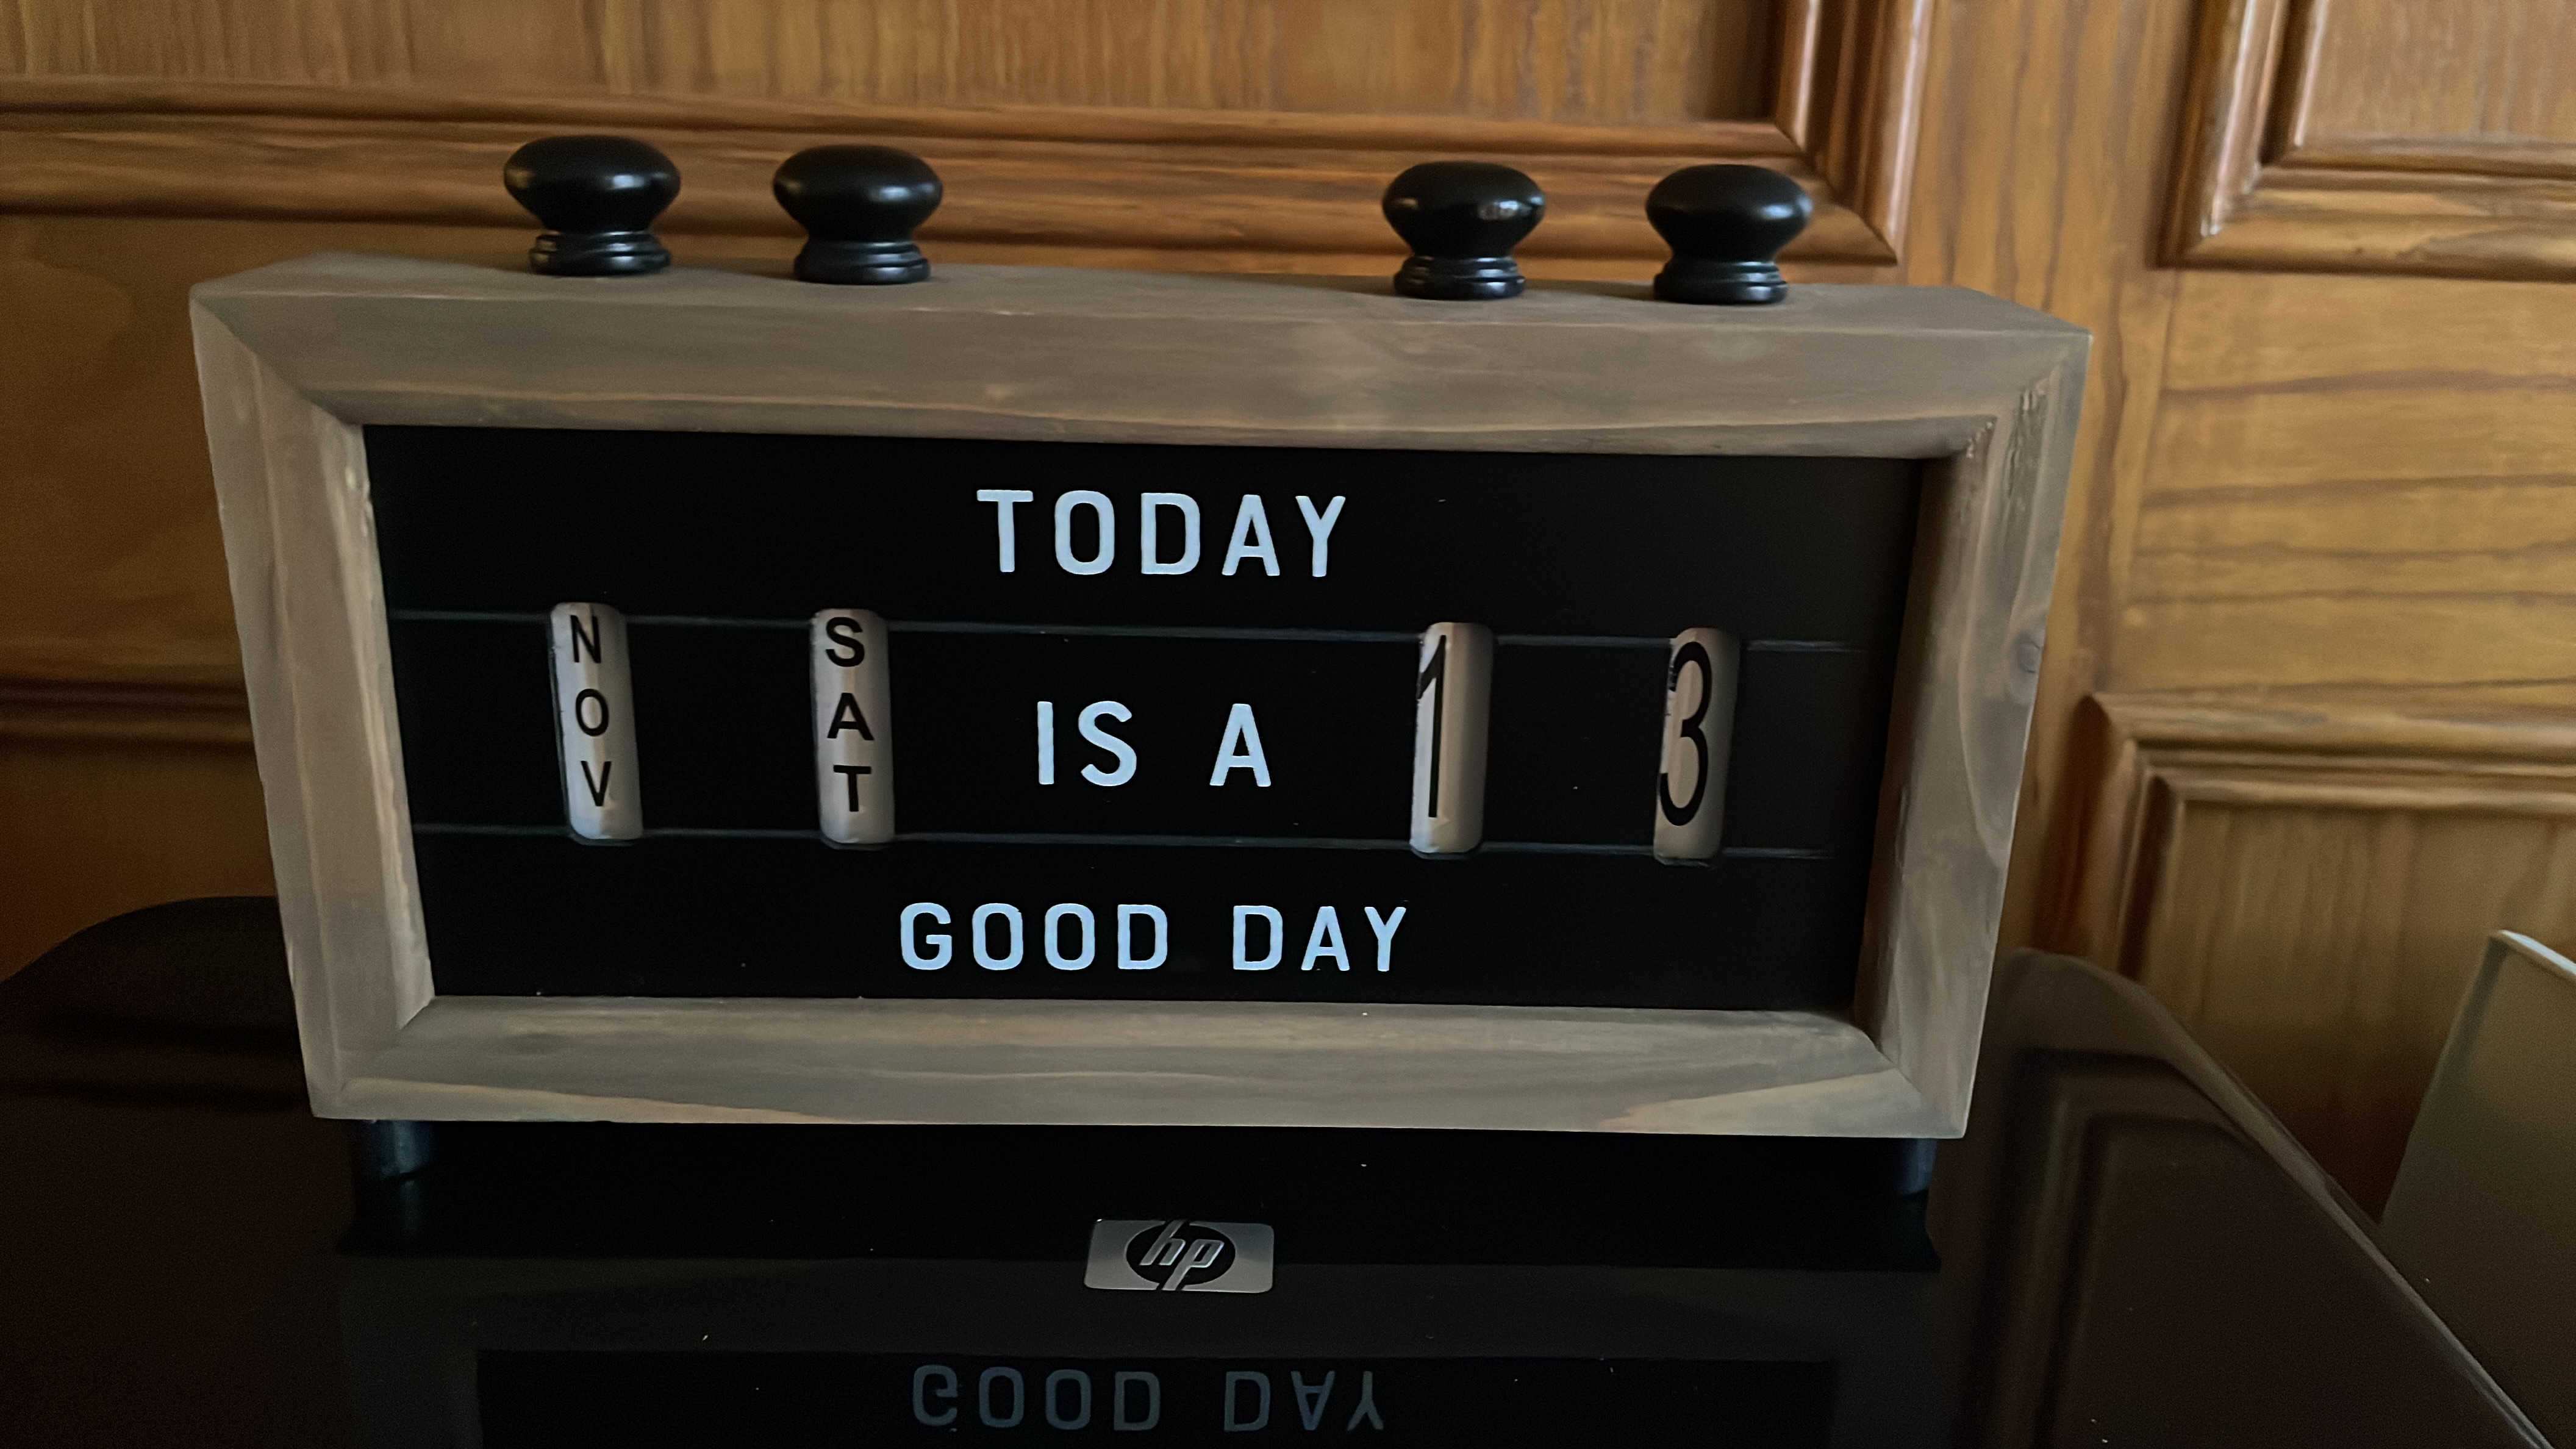 TODAY
NOV SAT IS A 13
GOOD DAY
hp
GOOD DAY